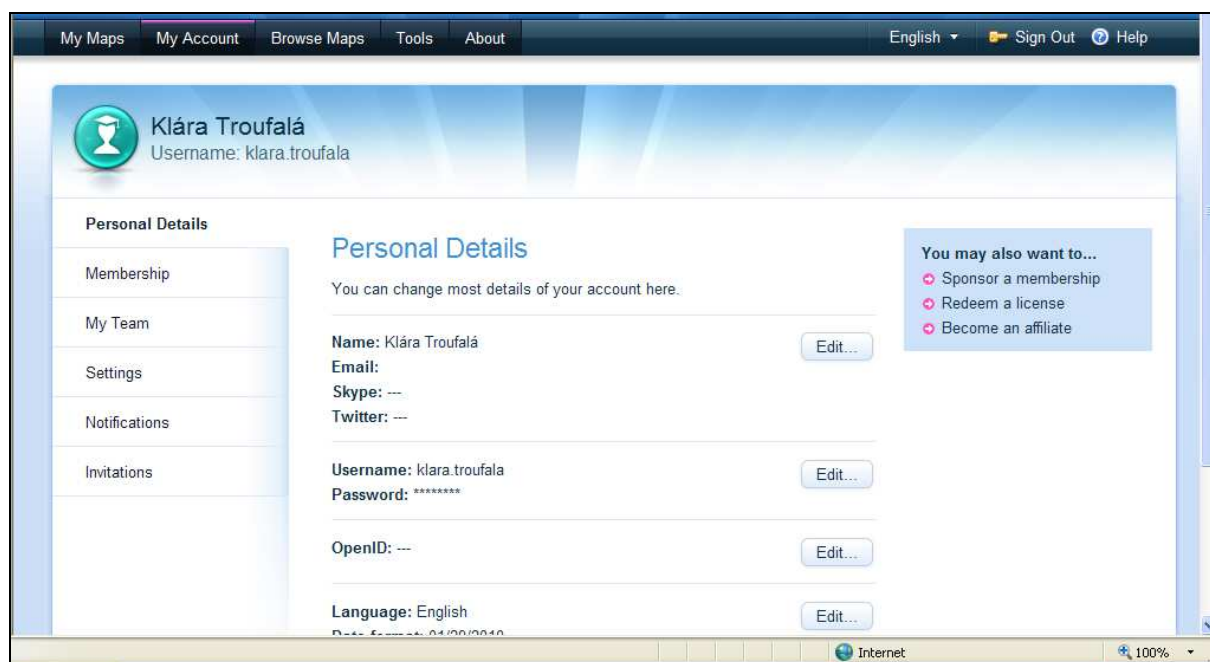 My Maps My Account Browse Maps Tools About English Sign Out Help
Klára Troufalá
Username: klara.troufala
Personal Details
Membership
My Team
Settings
Notifications
Invitations
Personal Details
You can change most details of your account here.
Name: Klára Troufalá
Edit...
Email:
Skype: ---
Twitter: ---
Username: klara.troufala
Edit...
Password: ********
OpenID: ---
Edit...
Language: English
Edit...
You may also want to...
Sponsor a membership
Redeem a license
Become an affiliate
Internet 100%